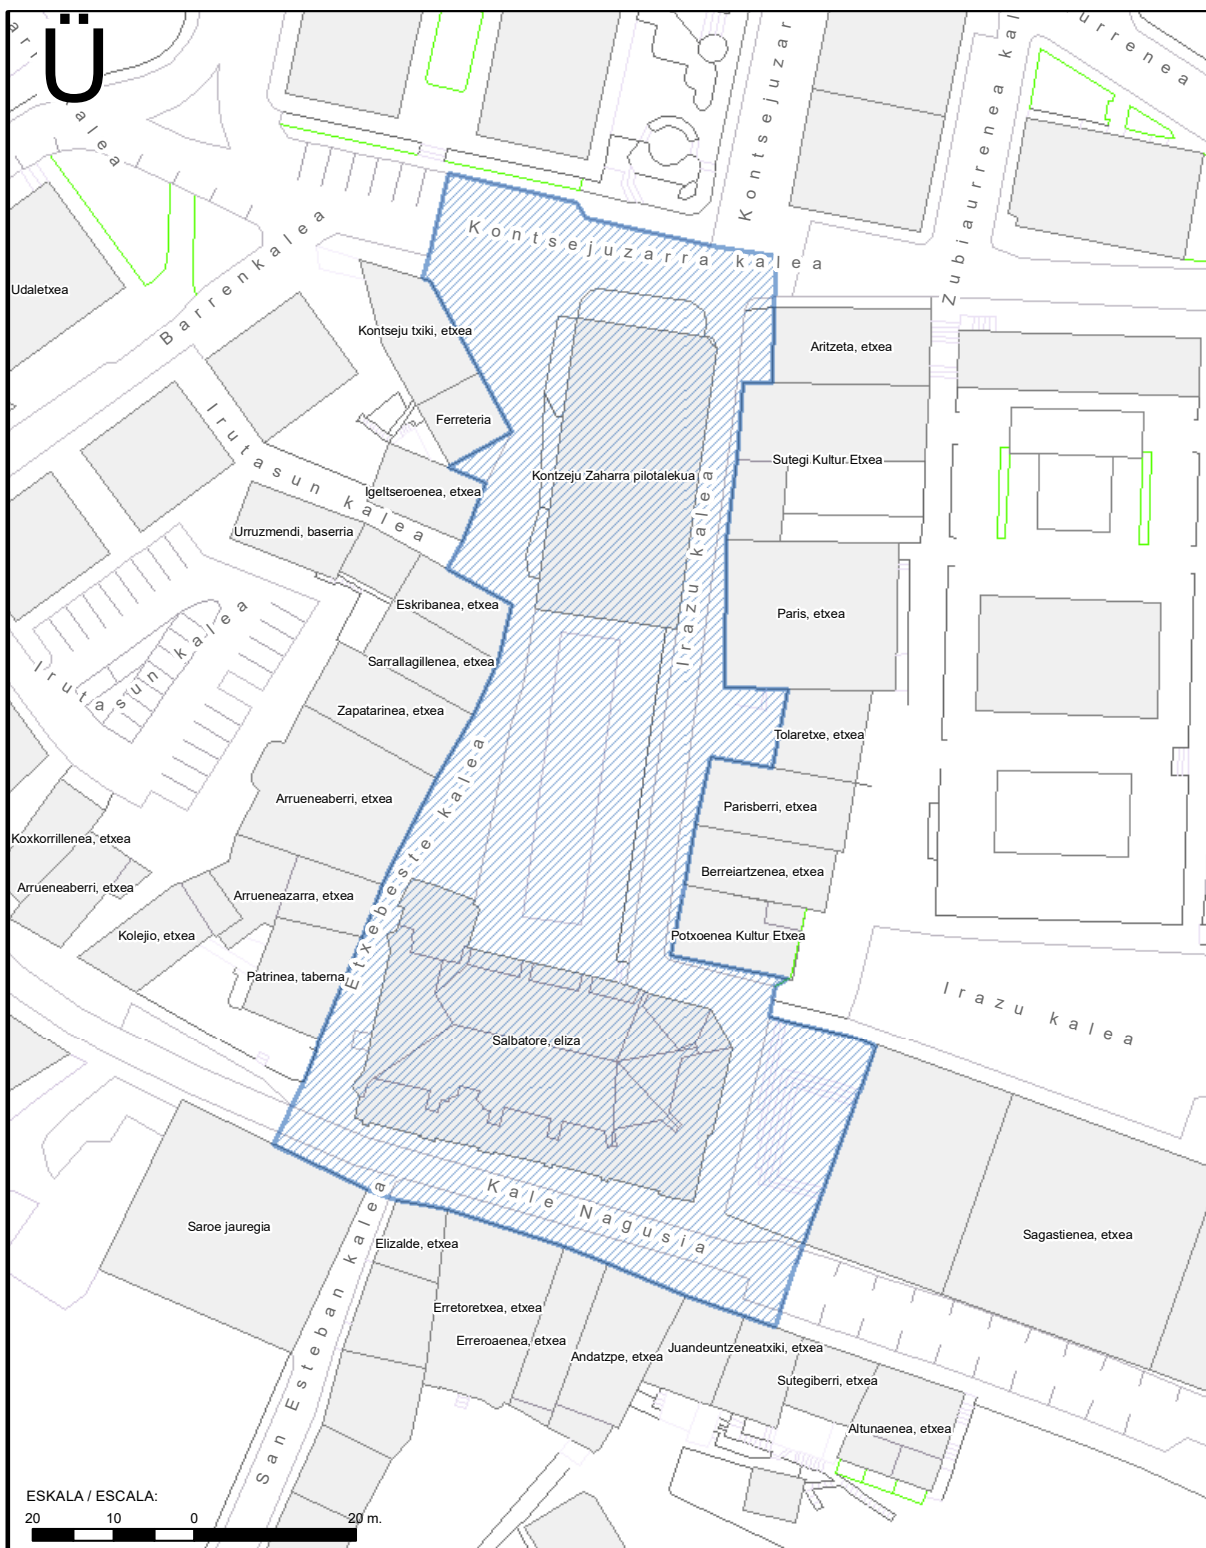 Ü
Kontsejuzar
Zubiaurrenea kal
urrenea
alea
Kontsejuzarra kalea
Udaletxea
Barrenkalea
Kontseju txiki, etxea
Aritzeta, etxea
Ferreteria
Irutasun kalea
Sutegi Kultur Etxea
Kontzeju Zaharra pilotalekua
Igeltseroenea, etxea
Urruzmendi, baserria
Irazu kalea
Eskribanea, etxea
Paris, etxea
Sarrallagillenea, etxea
Irutasun kalea
Zapatarinea, etxea
Tolaretxe, etxea
Etxebeste kalea
Arrueneaberri, etxea
Parisberri, etxea
Koxkorrillenea, etxea
Berreiartzenea, etxea
Arrueneaberri, etxea
Arrueneazarra, etxea
Kolejio, etxea
Potxoenea Kultur Etxea
Patrinea, taberna
Irazu kalea
Salbatore, eliza
Kale Nagusia
Saroe jauregia
Sagastienea, etxea
Elizalde, etxea
San Esteban kalea
Erretoretxea, etxea
Erreroaenea, etxea
Andatzpe, etxea
Juandeuntzeneatxiki, etxea
Sutegiberri, etxea
Altunaenea, etxea
ESKALA / ESCALA:
20 10 0 20 m.